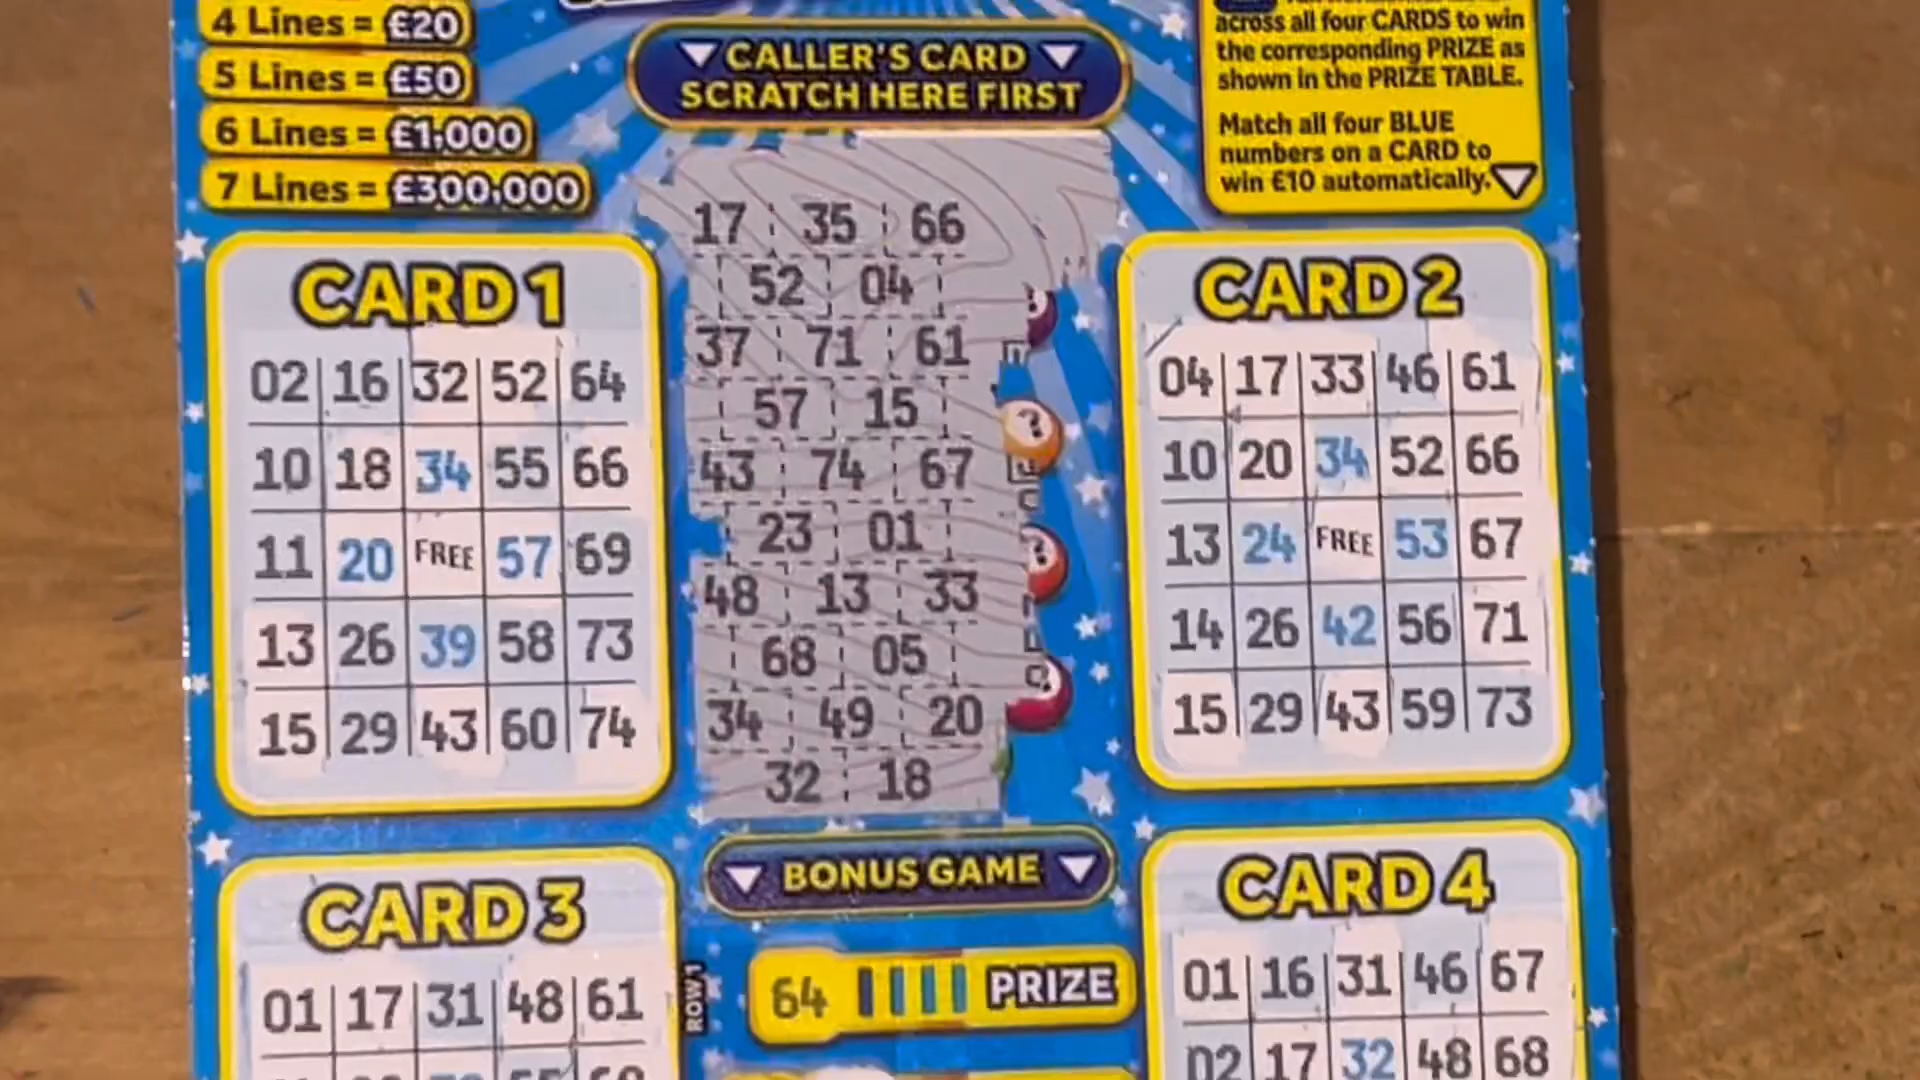 4 Lines = £20
5 Lines = £50
6 Lines = £1,000
7 Lines = £300,000
CALLER'S CARD
SCRATCH HERE FIRST
across all four CARDS to win
the corresponding PRIZE as
shown in the PRIZE TABLE.
Match all four BLUE
numbers on a CARD to
win £10 automatically.
CARD 1
02 16 32 52 64
10 18 34 55 66
11 20 FREE 57 69
13 26 39 58 73
15 29 43 60 74
17 35 66
52 04
37 71 61
57 15
43 74 67
23 01
48 13 33
68 05
34 49 20
32 18
CARD 2
04 17 33 46 61
10 20 34 52 66
13 24 FREE 53 67
14 26 42 56 71
15 29 43 59 73
BONUS GAME
ROW 1
64 PRIZE
CARD 3
01 17 31 48 61
CARD 4
01 16 31 46 67
02 17 32 48 68